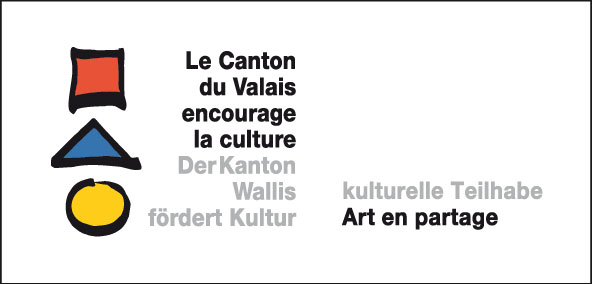 Le Canton
du Valais
encourage
la culture
Der Kanton
Wallis
fördert Kultur
kulturelle Teilhabe
Art en partage